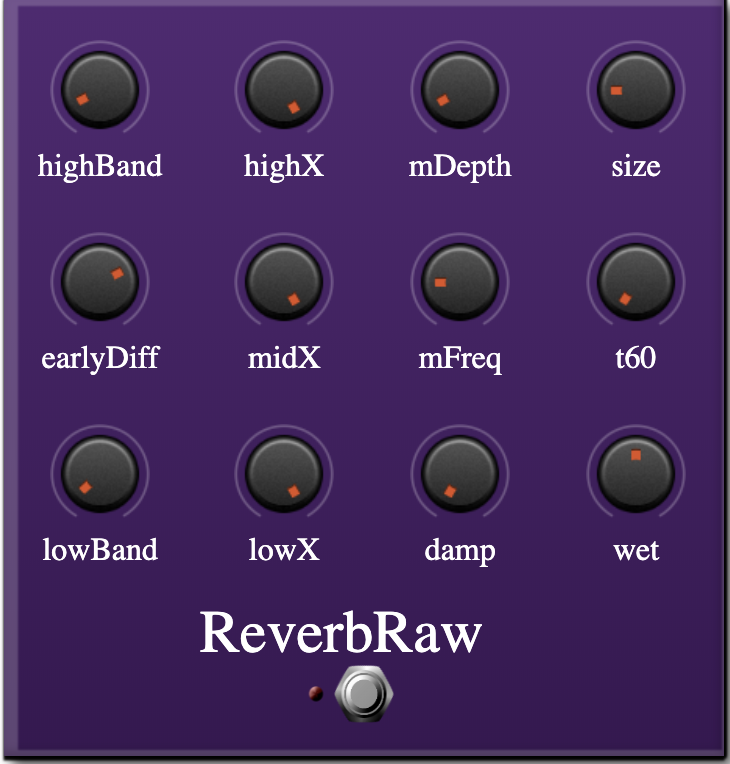 highBand highX mDepth size
earlyDiff midX mFreq t60
lowBand lowX damp wet
ReverbRaw